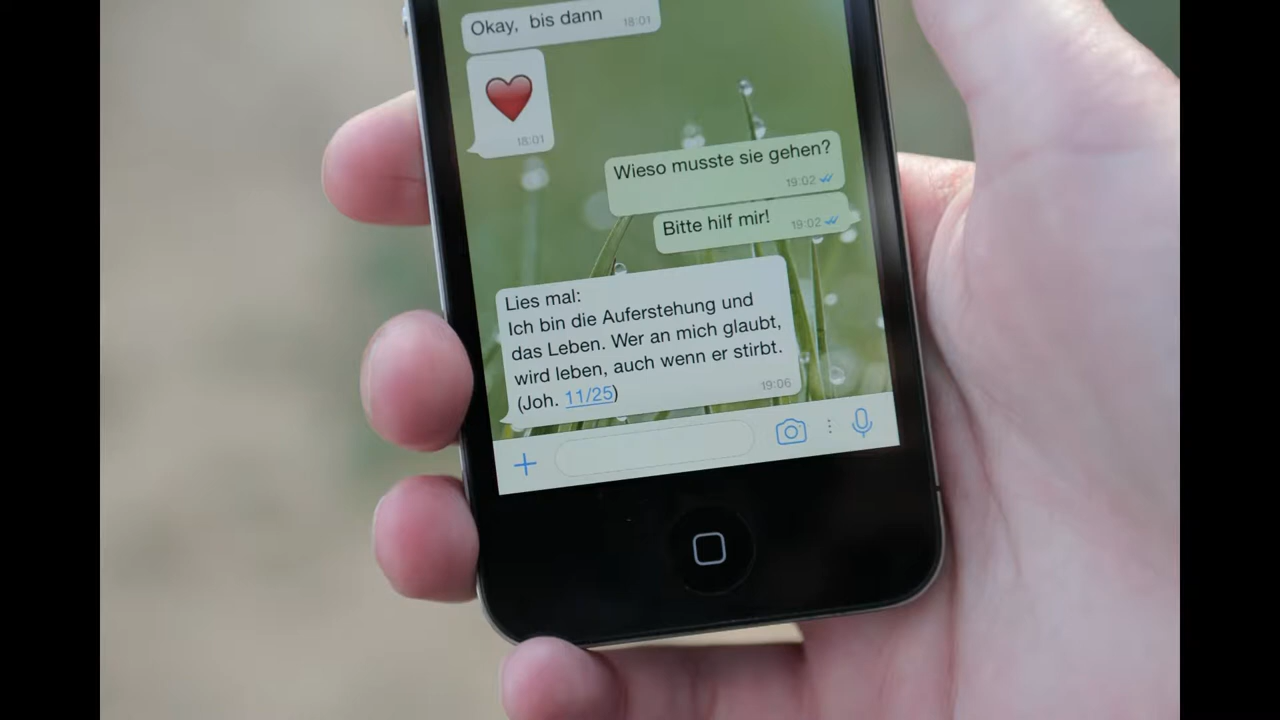 Okay, bis dann 18:01
18:01
Wieso musste sie gehen?
19:02
Bitte hilf mir! 19:02
Lies mal:
Ich bin die Auferstehung und
das Leben. Wer an mich glaubt,
wird leben, auch wenn er stirbt.
(Joh. 11/25) 19:06